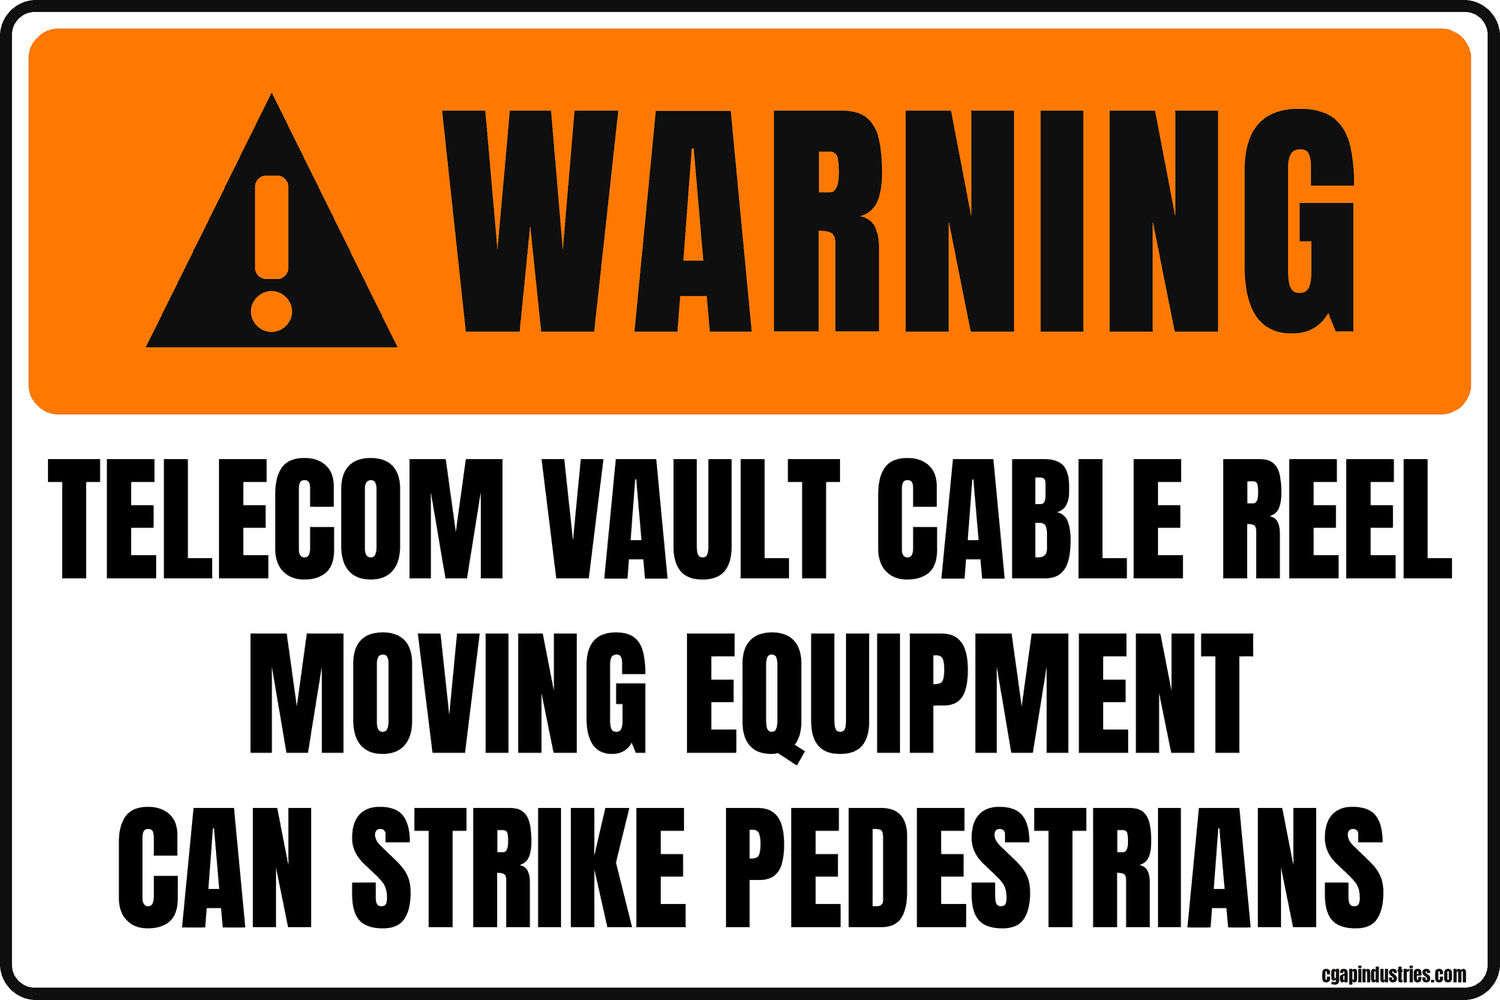 WARNING
TELECOM VAULT CABLE REEL
MOVING EQUIPMENT
CAN STRIKE PEDESTRIANS
cgapindustries.com